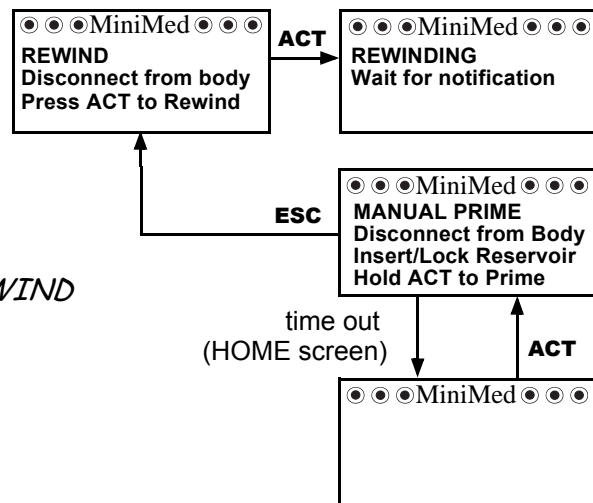 MiniMed
REWIND
Disconnect from body
Press ACT to Rewind
ACT
MiniMed
REWINDING
Wait for notification
ESC
MiniMed
MANUAL PRIME
Disconnect from Body
Insert/Lock Reservoir
Hold ACT to Prime
time out
(HOME screen)
ACT
MiniMed